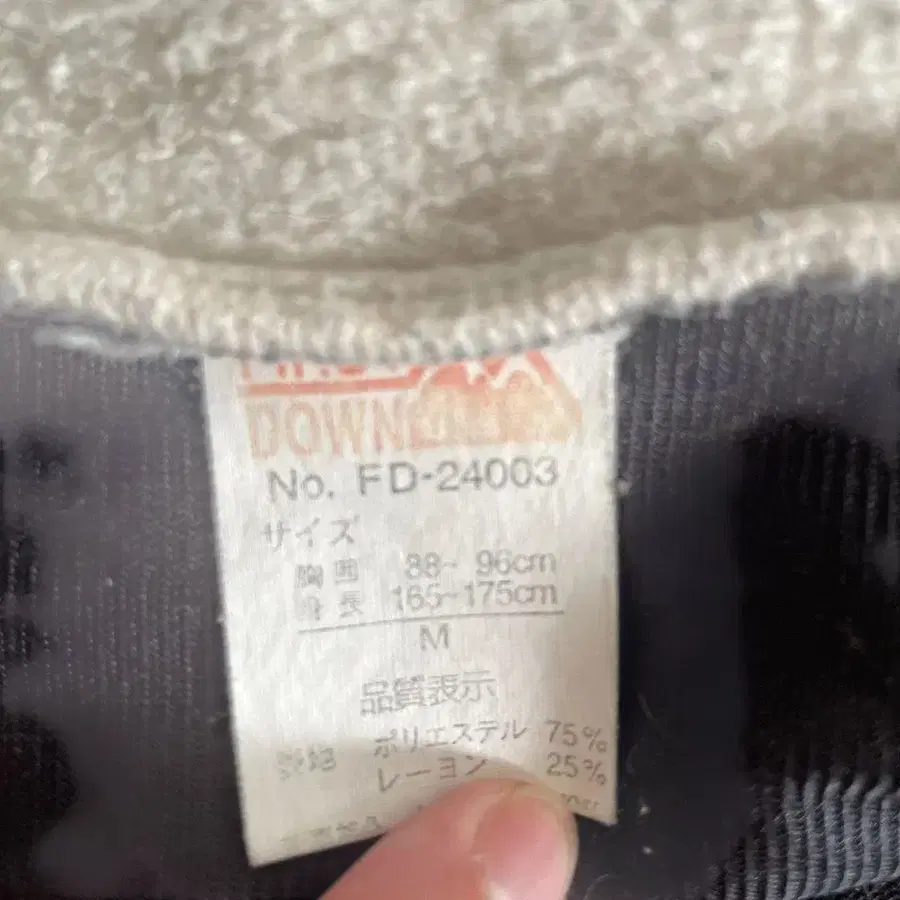 DOWN
No. FD-24003
サイズ
胸囲 88~ 96cm
身長 165~175cm
M
品質表示
ポリエステル 75%
レーヨン 25%